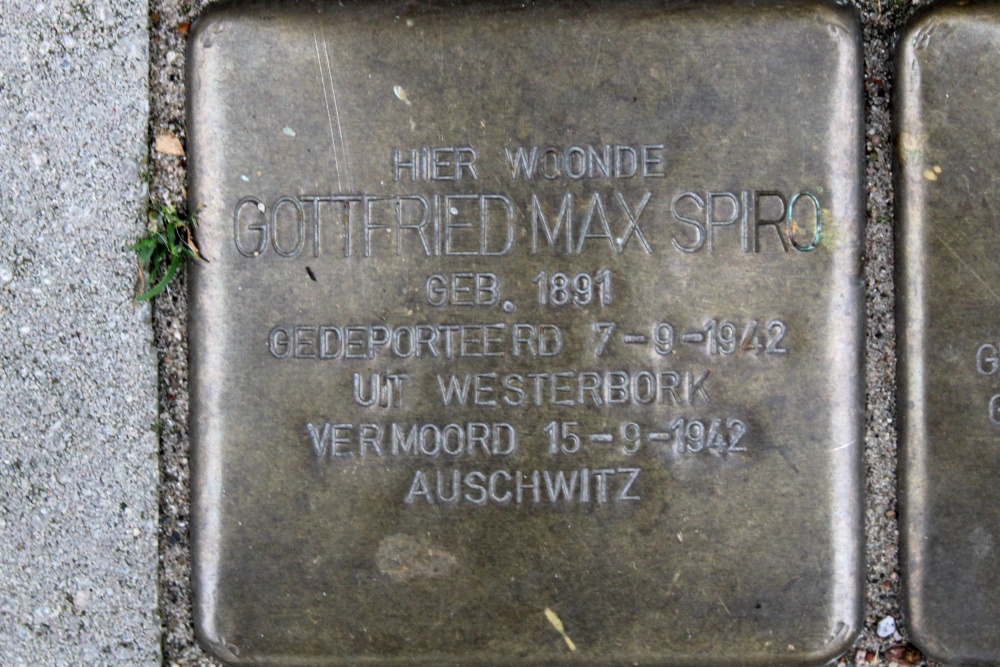 HIER WOONDE
GOTTFRIED MAX SPIRO
GEB. 1891
GEDEPORTEERD 7-9-1942
UIT WESTERBORK
VERMOORD 15-9-1942
AUSCHWITZ